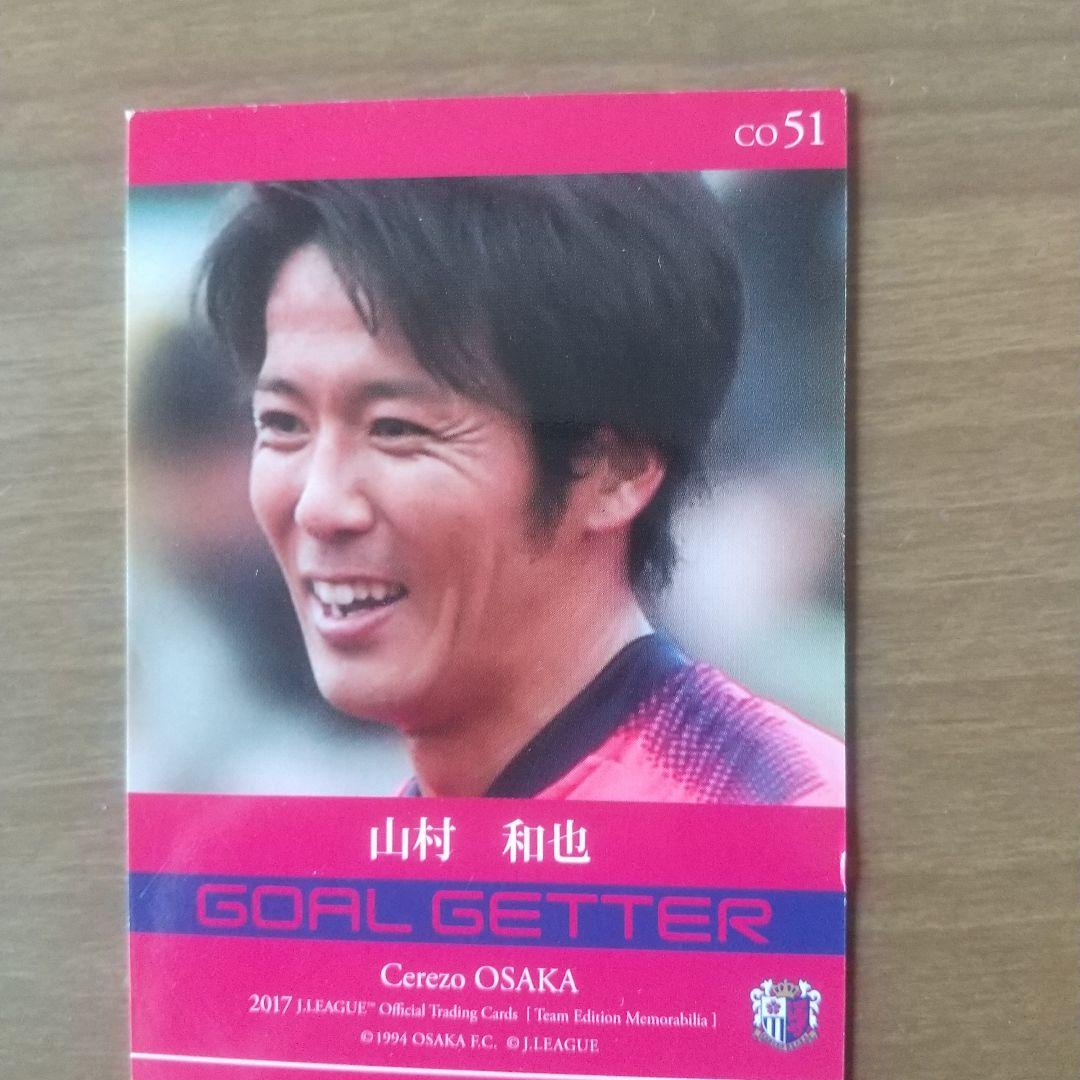 CO51
山村 和也
GOAL GETTER
Cerezo OSAKA
2017 J.LEAGUE™ Official Trading Cards [ Team Edition Memorabilia ]
©1994 OSAKA F.C. © J.LEAGUE